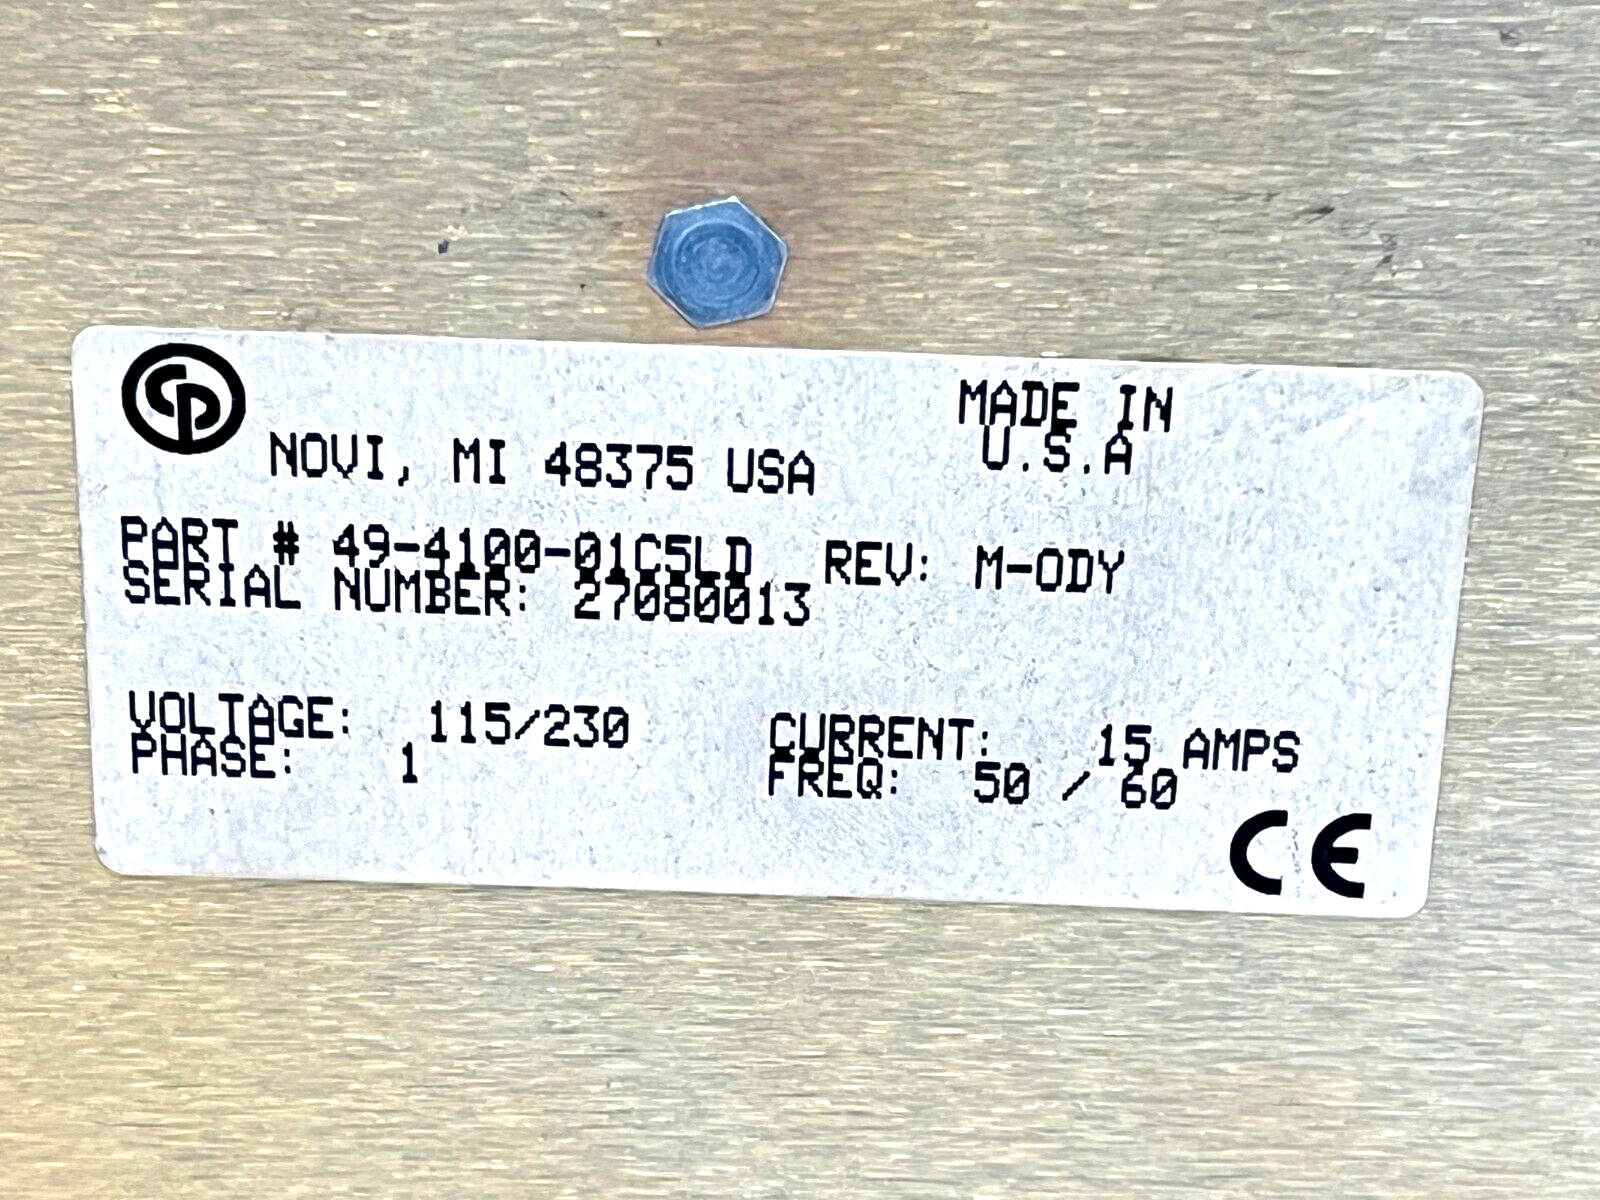 CP
NOVI, MI 48375 USA
MADE IN
U.S.A
PART # 49-4100-01C5LD REV: M-ODY
SERIAL NUMBER: 27080013
VOLTAGE: 115/230
PHASE: 1
CURRENT: 15 AMPS
FREQ: 50 / 60
CE